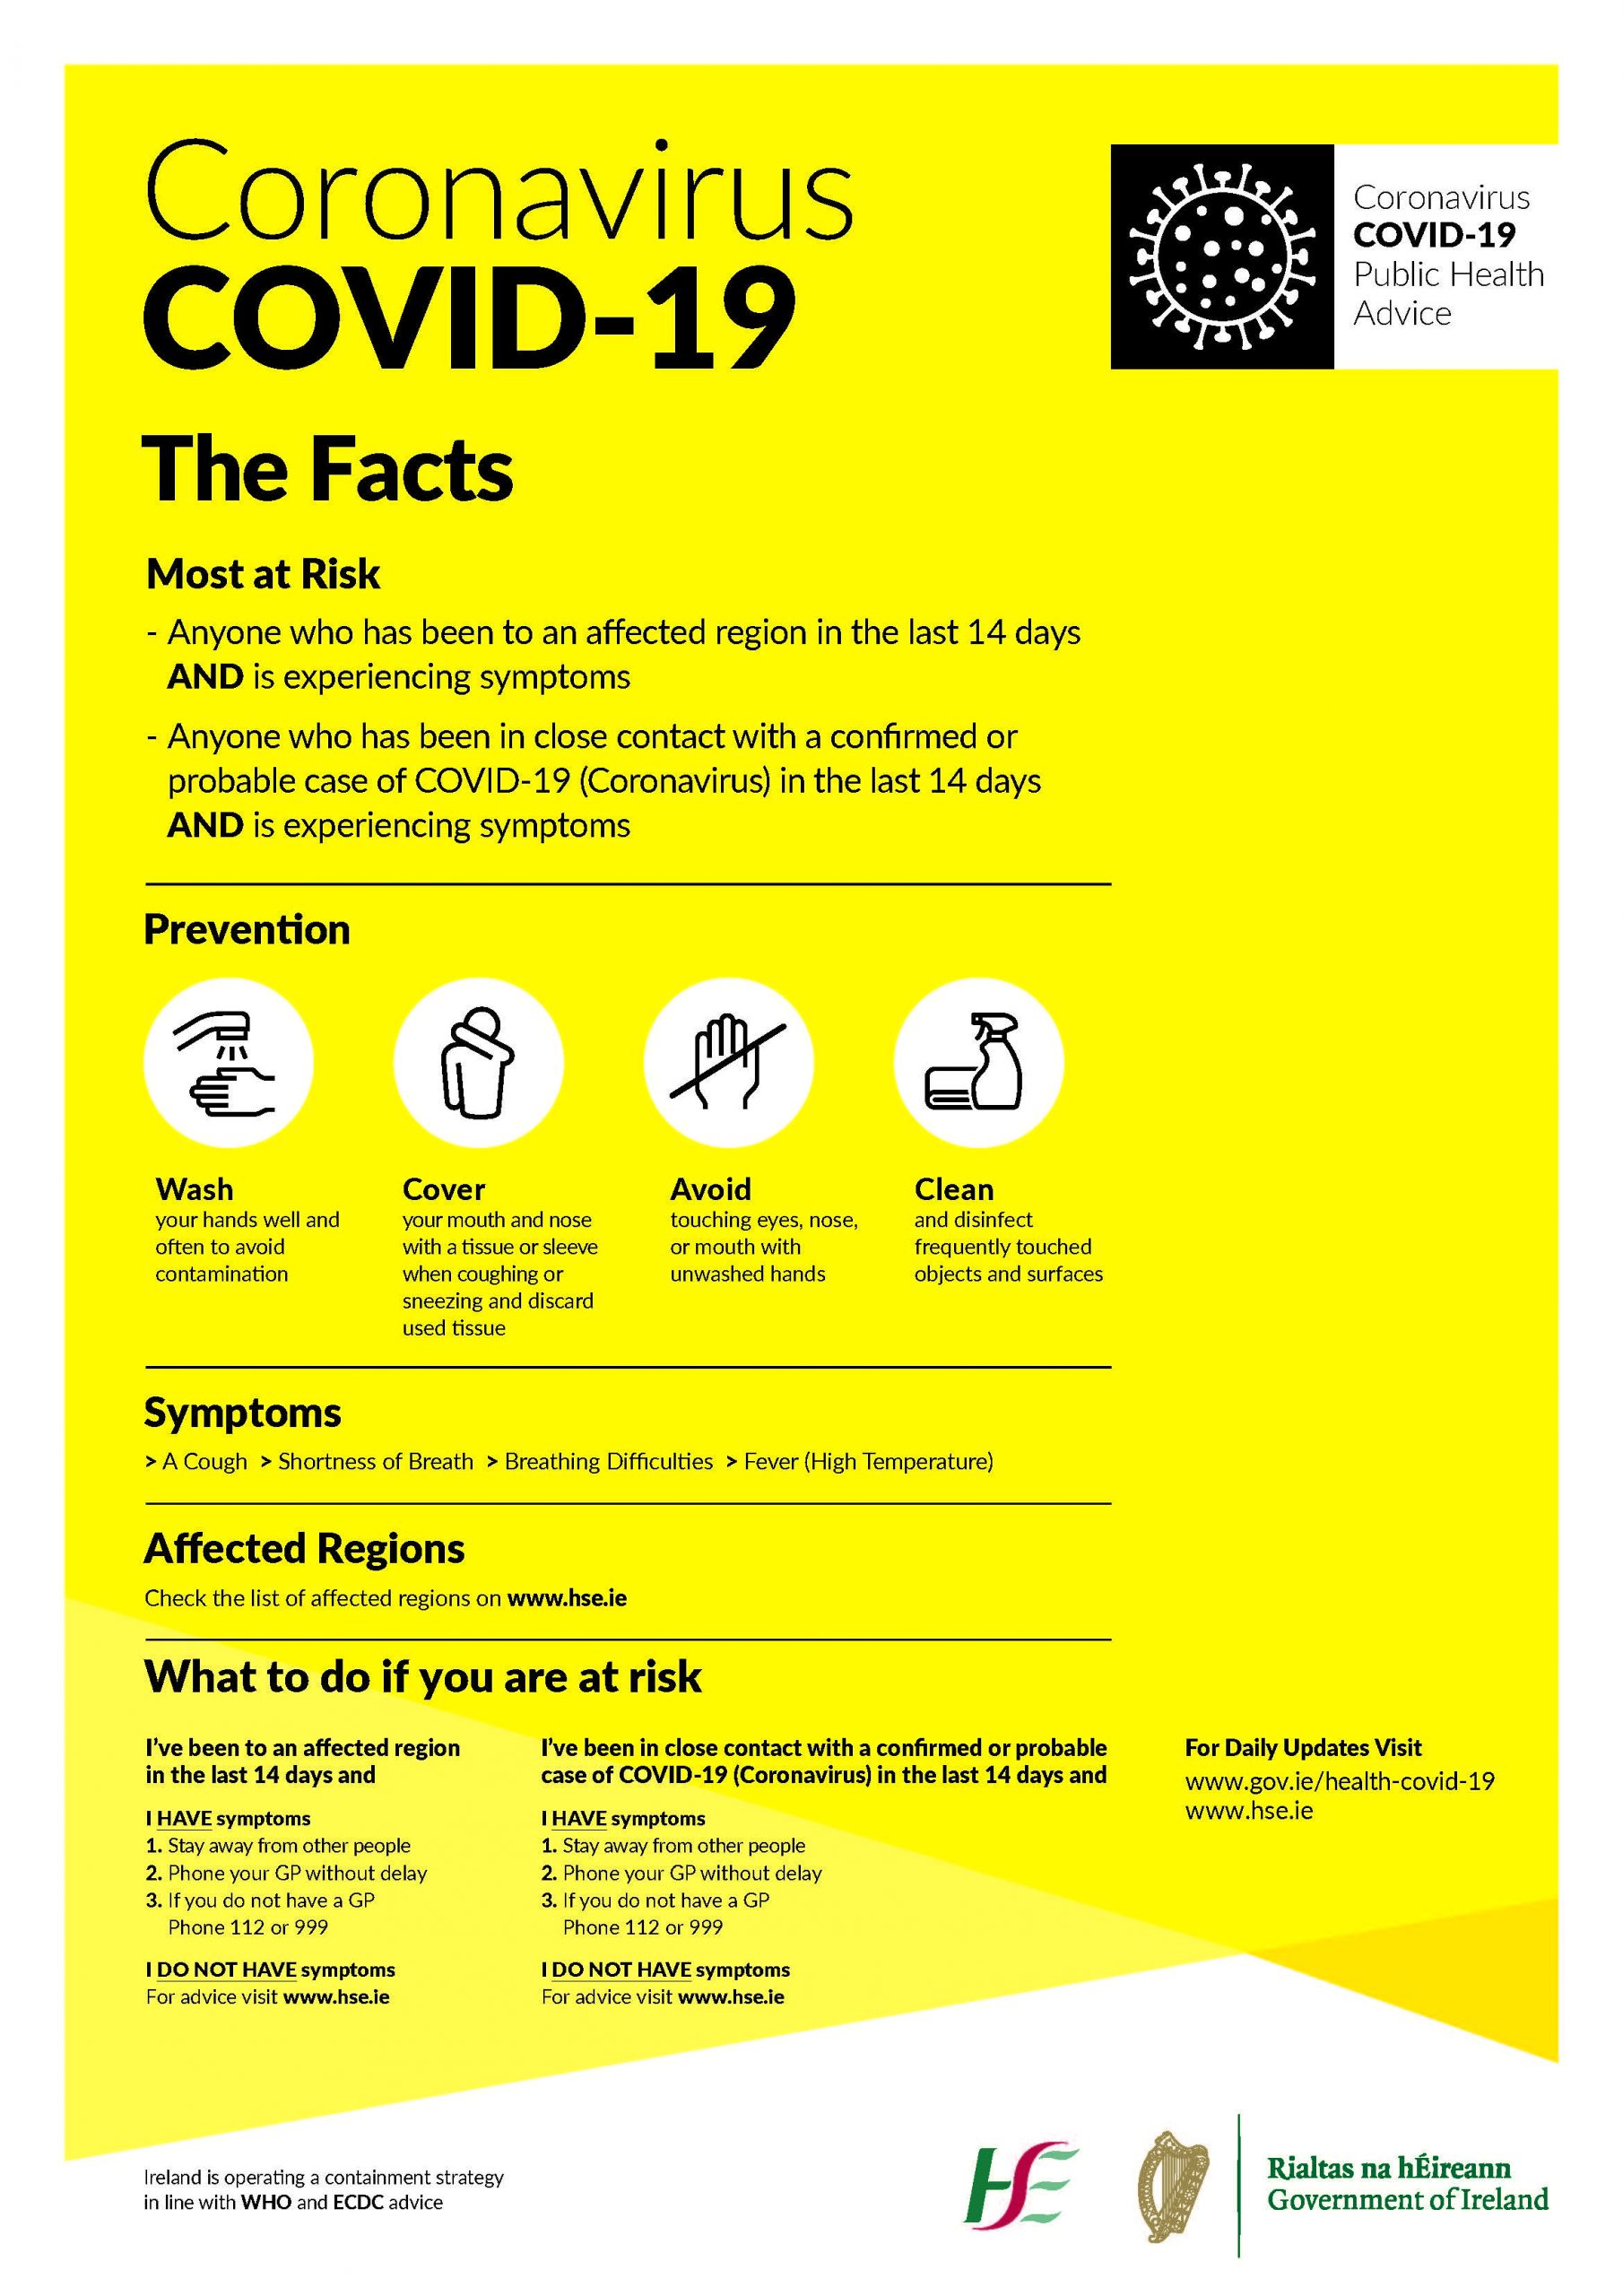 Coronavirus
COVID-19
Coronavirus
COVID-19
Public Health
Advice
The Facts
Most at Risk
- Anyone who has been to an affected region in the last 14 days
AND is experiencing symptoms
- Anyone who has been in close contact with a confirmed or
probable case of COVID-19 (Coronavirus) in the last 14 days
AND is experiencing symptoms
Prevention
Wash
your hands well and
often to avoid
contamination
Cover
your mouth and nose
with a tissue or sleeve
when coughing or
sneezing and discard
used tissue
Avoid
touching eyes, nose,
or mouth with
unwashed hands
Clean
and disinfect
frequently touched
objects and surfaces
Symptoms
> A Cough > Shortness of Breath > Breathing Difficulties > Fever (High Temperature)
Affected Regions
Check the list of affected regions on www.hse.ie
What to do if you are at risk
I've been to an affected region
in the last 14 days and
I HAVE symptoms
1. Stay away from other people
2. Phone your GP without delay
3. If you do not have a GP
Phone 112 or 999
I DO NOT HAVE symptoms
For advice visit www.hse.ie
I've been in close contact with a confirmed or probable
case of COVID-19 (Coronavirus) in the last 14 days and
I HAVE symptoms
1. Stay away from other people
2. Phone your GP without delay
3. If you do not have a GP
Phone 112 or 999
I DO NOT HAVE symptoms
For advice visit www.hse.ie
For Daily Updates Visit
www.gov.ie/health-covid-19
www.hse.ie
Ireland is operating a containment strategy
in line with WHO and ECDC advice
HSE
Rialtas na hÉireann
Government of Ireland